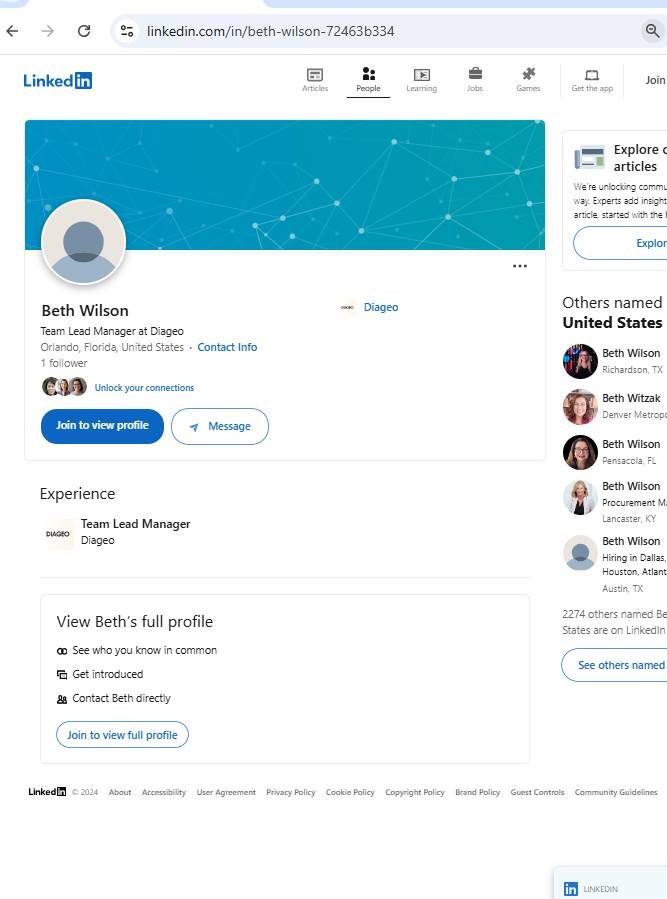 linkedin.com/in/beth-wilson-72463b334
LinkedIn
Articles
People
Learning
Jobs
Games
Get the app
Join
Explore
articles
We're unlocking
way. Experts add
article, started with the
Explor
Beth Wilson
Team Lead Manager at Diageo
Orlando, Florida, United States · Contact Info
1 follower
Unlock your connections
Join to view profile
Message
DIAGEO
Diageo
Others named
United States
Beth Wilson
Richardson, TX
Beth Witzak
Denver
Beth Wilson
Pensacola, FL
Beth Wilson
Procurement
Lancaster, KY
Beth Wilson
Hiring in Dallas,
Houston,
Austin, TX
2274 others named
States are on LinkedIn
See others named
Experience
DIAGEO
Team Lead Manager
Diageo
View Beth's full profile
See who you know in common
Get introduced
Contact Beth directly
Join to view full profile
LinkedIn © 2024 About Accessibility User Agreement Privacy Policy Cookie Policy Copyright Policy Brand Policy Guest Controls Community Guidelines
in LINKEDIN